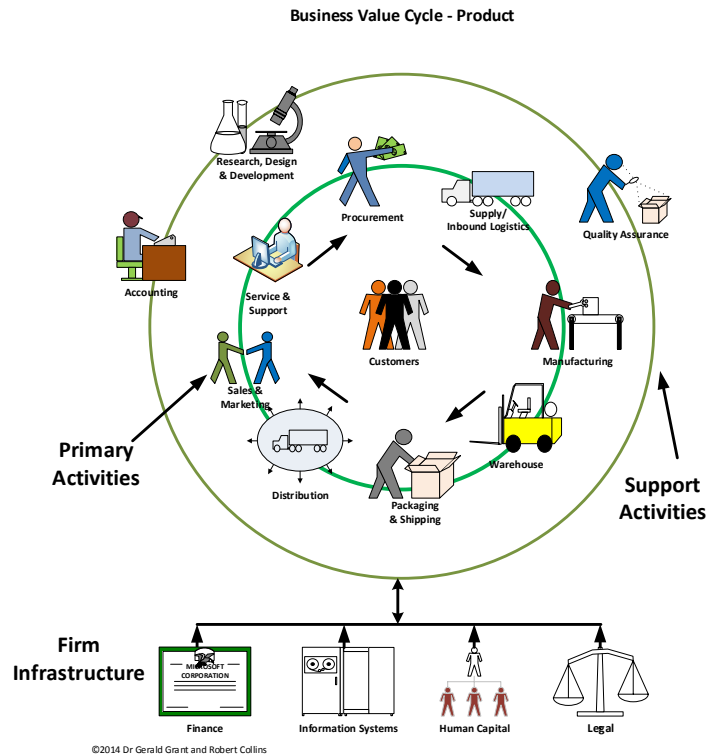 Business Value Cycle - Product
Research, Design
& Development
Procurement
Supply/
Inbound Logistics
Quality Assurance
Accounting
Service &
Support
Customers
Manufacturing
Sales &
Marketing
Primary
Activities
Distribution
Packaging
& Shipping
Warehouse
Support
Activities
Firm
Infrastructure
MICROSOFT
CORPORATION
Finance
Information Systems
Human Capital
Legal
©2014 Dr Gerald Grant and Robert Collins